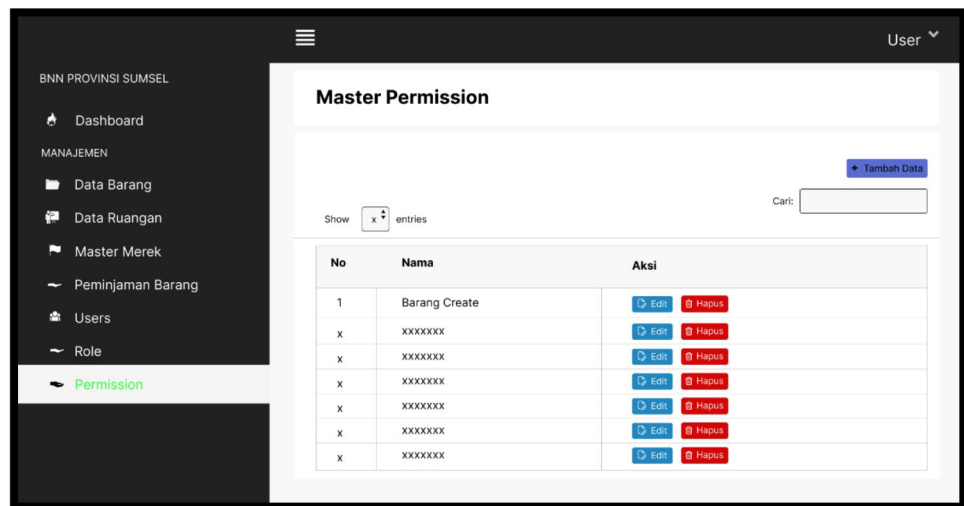 User
BNN PROVINSI SUMSEL
Dashboard
MANAJEMEN
Data Barang
Data Ruangan
Master Merek
Peminjaman Barang
Users
Role
Permission
Master Permission
+ Tambah Data
Cari:
Show x entries
No Nama Aksi
1 Barang Create Edit Hapus
x xxxxxxx Edit Hapus
x xxxxxxx Edit Hapus
x xxxxxxx Edit Hapus
x xxxxxxx Edit Hapus
x xxxxxxx Edit Hapus
x xxxxxxx Edit Hapus